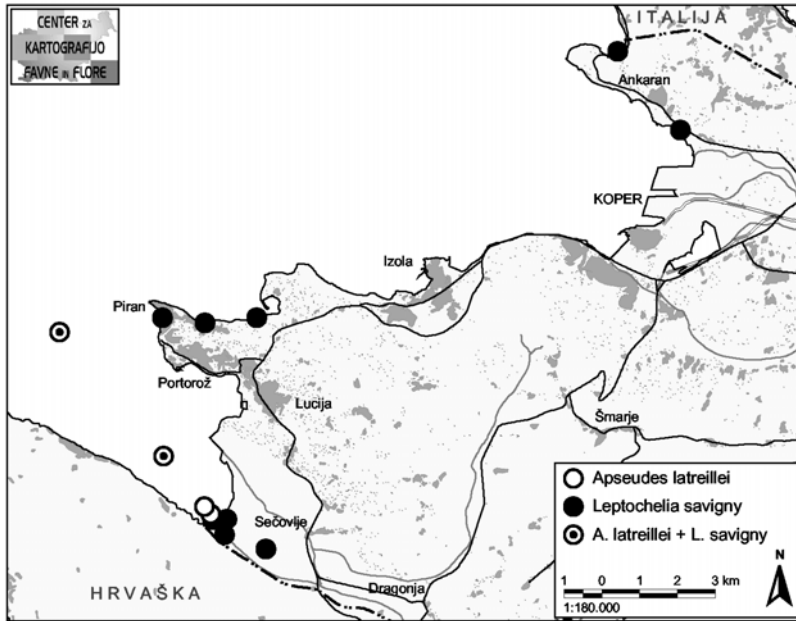 CENTER ZA
KARTOGRAFIJO
FAVNE IN FLORE
ITALIJA
Ankaran
KOPER
Izola
Piran
Portorož
Lucija
Šmarje
Sečovlje
Dragonja
HRVAŠKA
Apseudes latreillei
Leptochelia savigny
A. latreillei + L. savigny
N
1 0 1 2 3 km
1:180.000